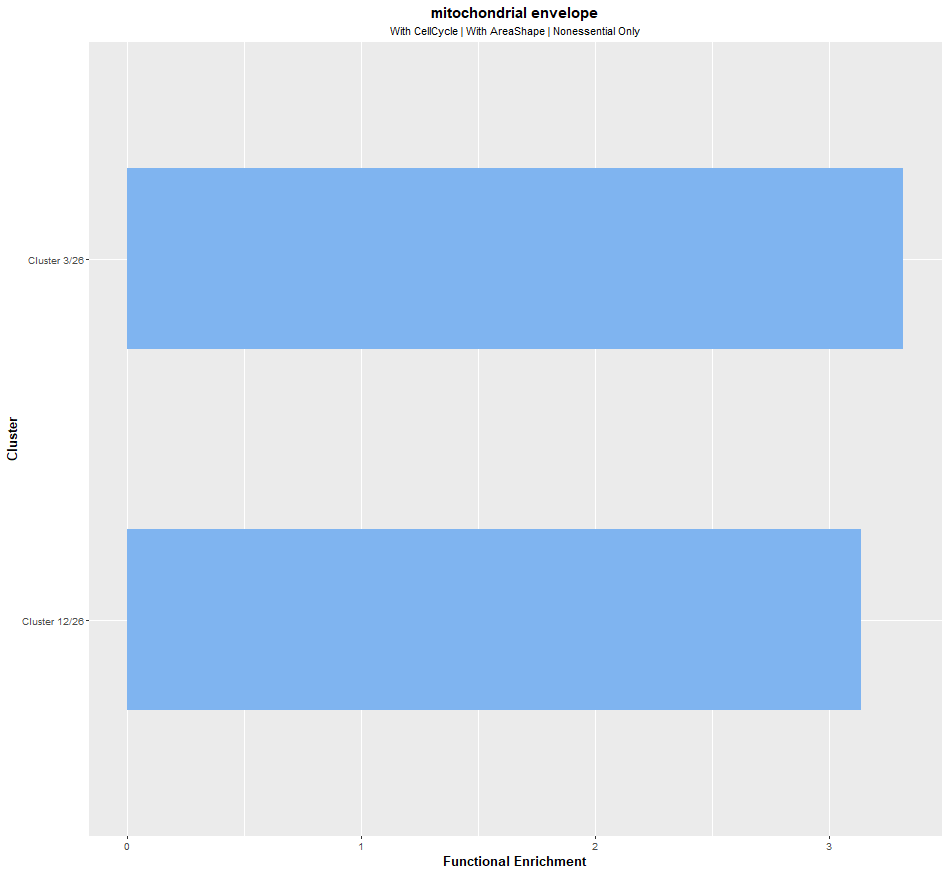 mitochondrial envelope
With CellCycle | With AreaShape | Nonessential Only
Cluster
Cluster 3/26
Cluster 12/26
0 1 2 3
Functional Enrichment